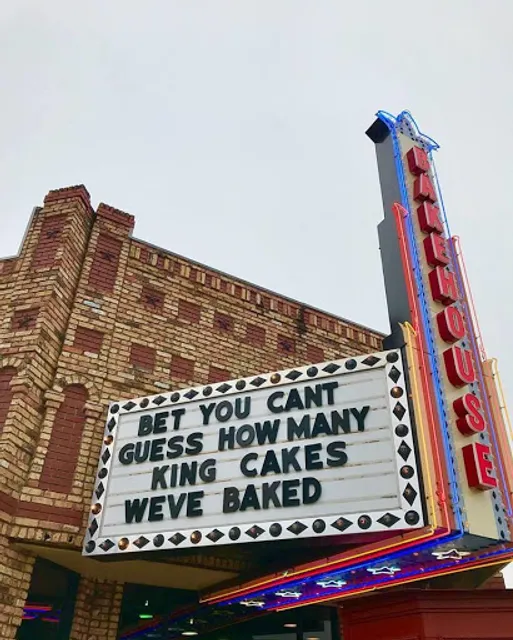 BET YOU CANT
GUESS HOW MANY
KING CAKES
WEVE BAKED
BAKEHOUSE